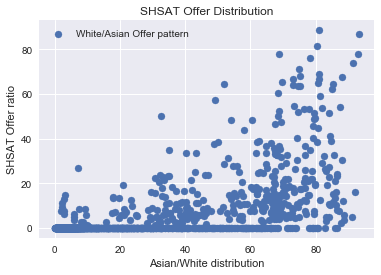 SHSAT Offer Distribution
White/Asian Offer pattern
SHSAT Offer ratio
80
60
40
20
0
0 20 40 60 80
Asian/White distribution